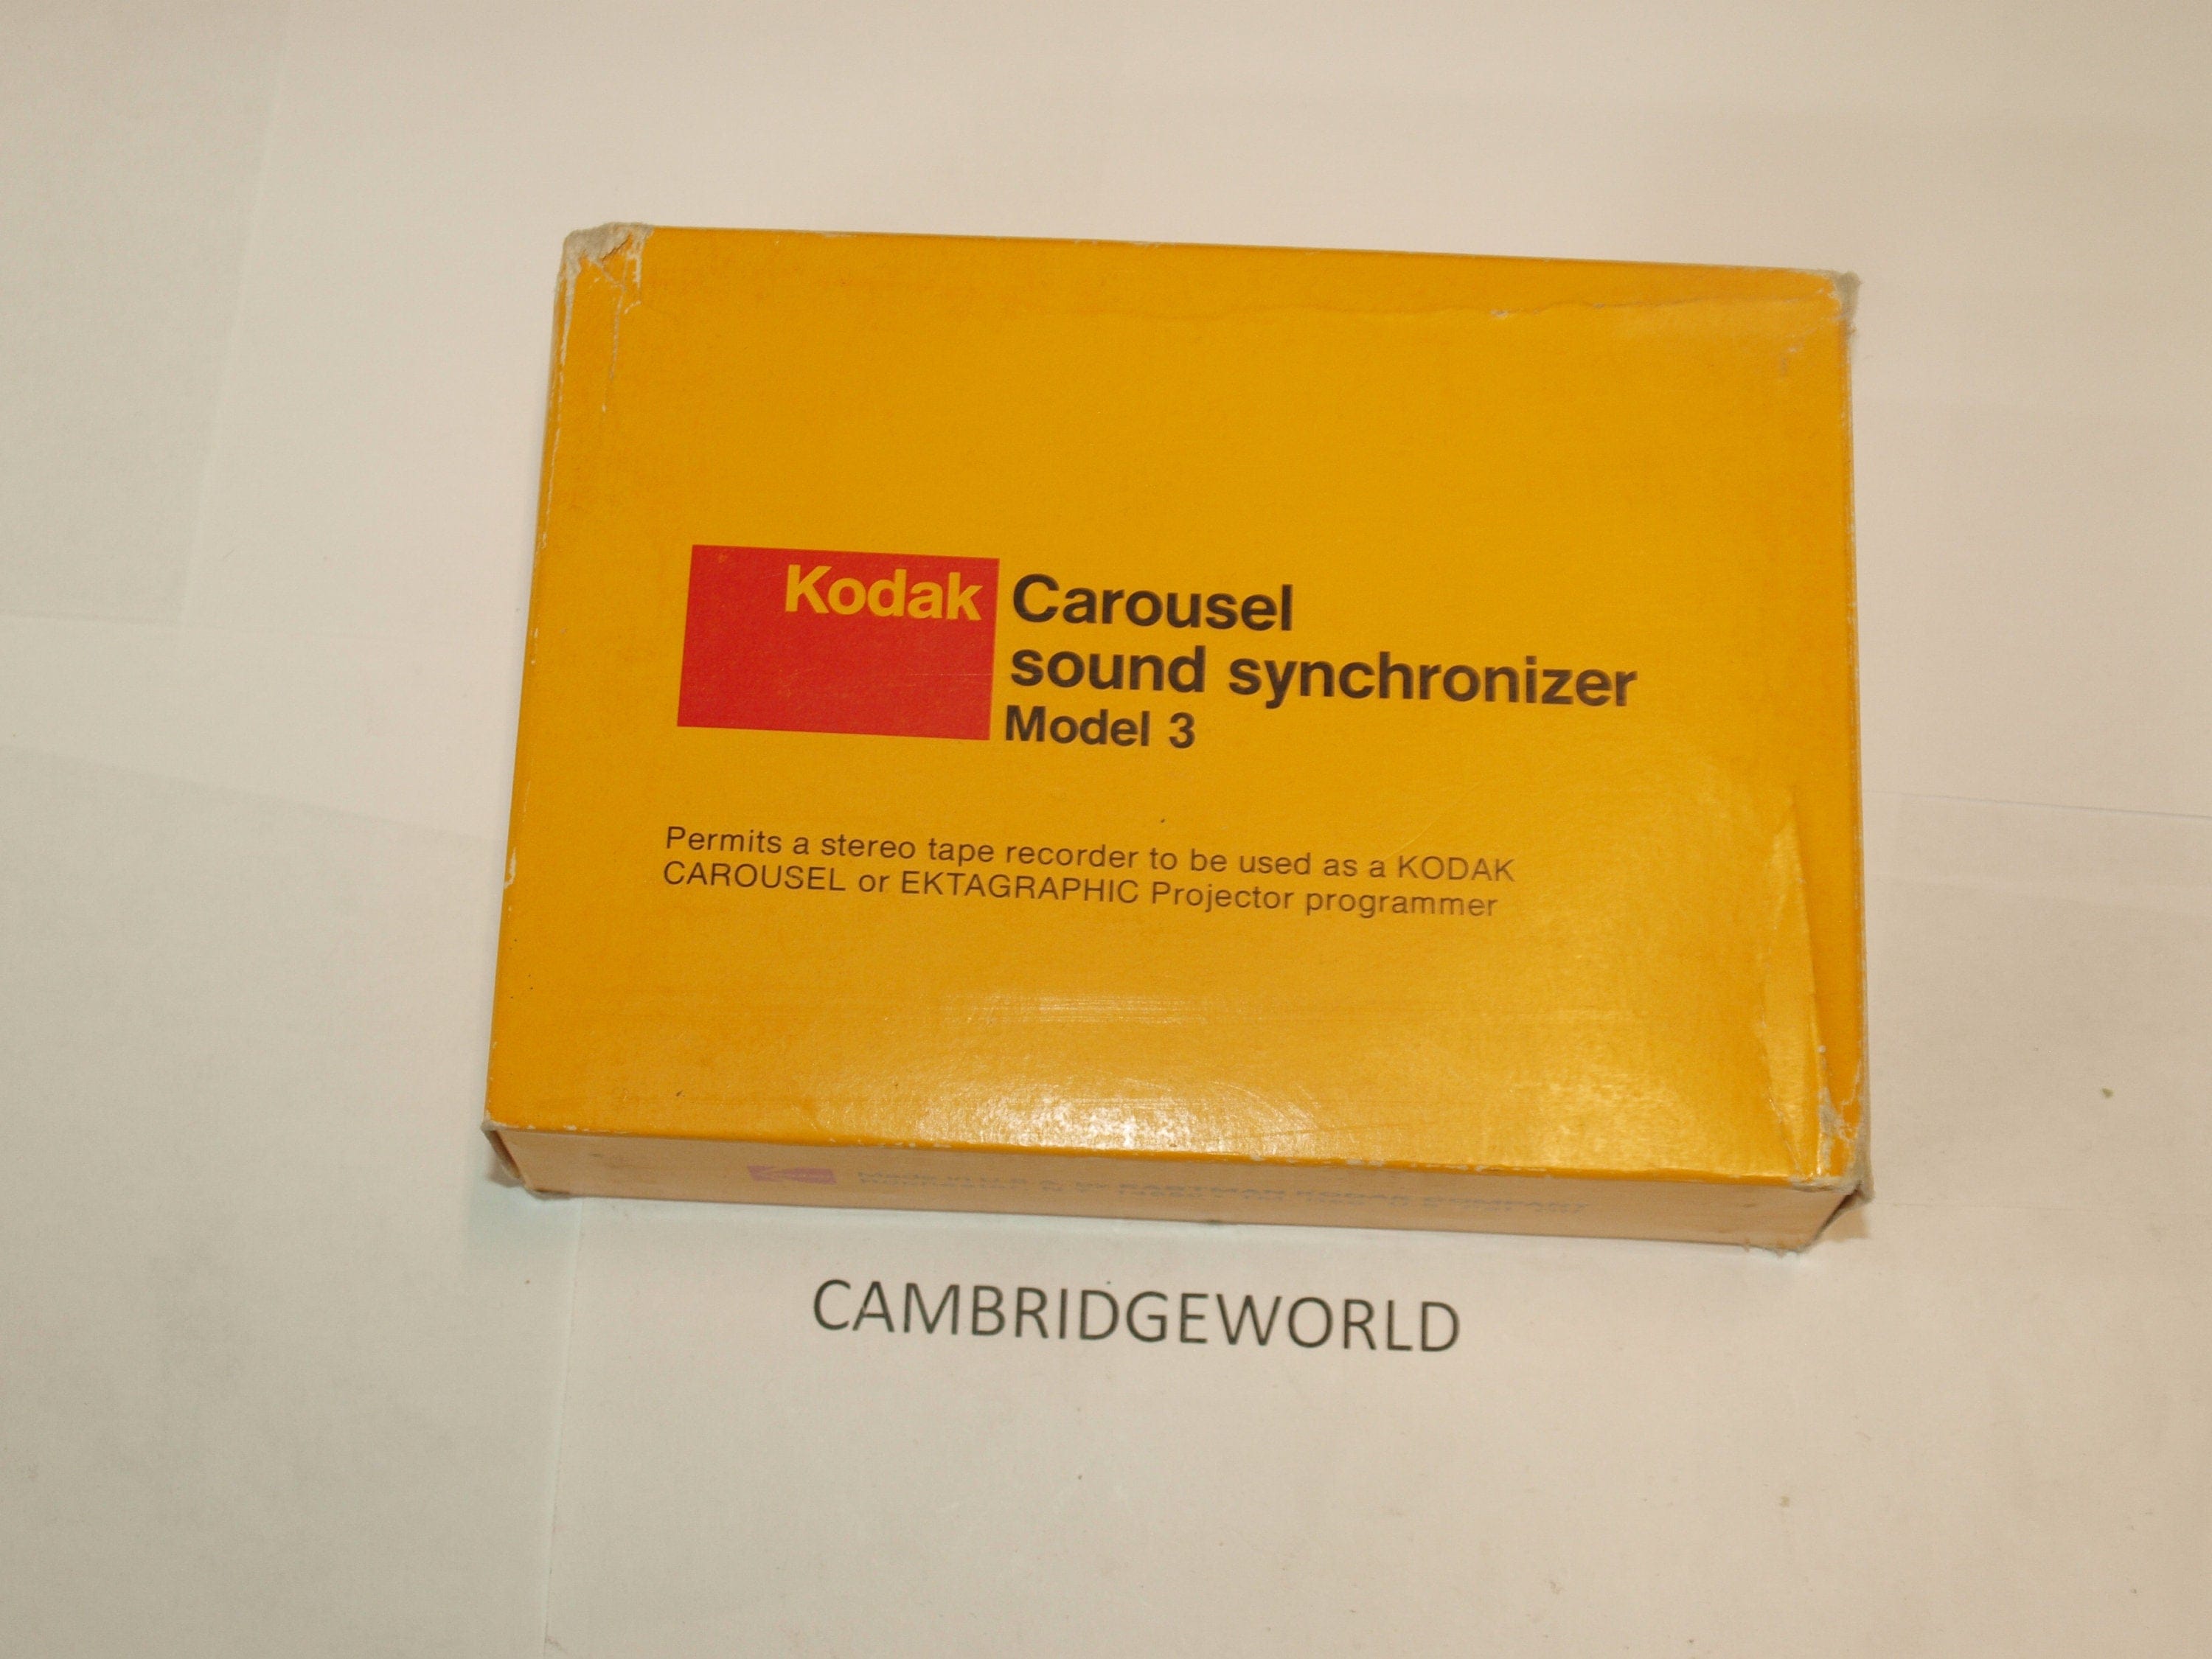 Kodak Carousel
sound synchronizer
Model 3
Permits a stereo tape recorder to be used as a KODAK
CAROUSEL or EKTAGRAPHIC Projector programmer
CAMBRIDGEWORLD